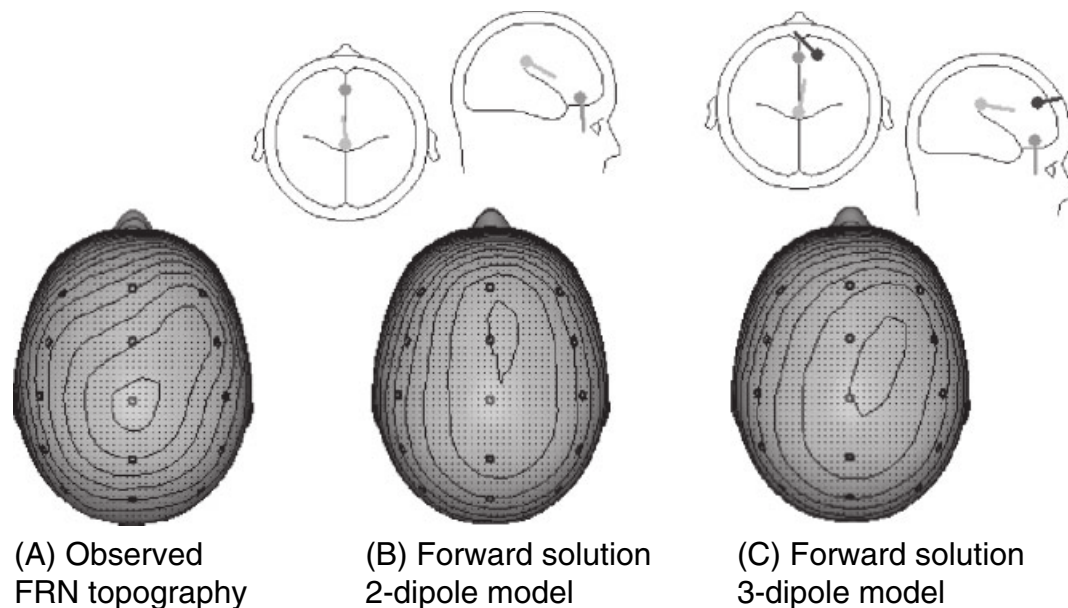 (A) Observed
FRN topography
(B) Forward solution
2-dipole model
(C) Forward solution
3-dipole model